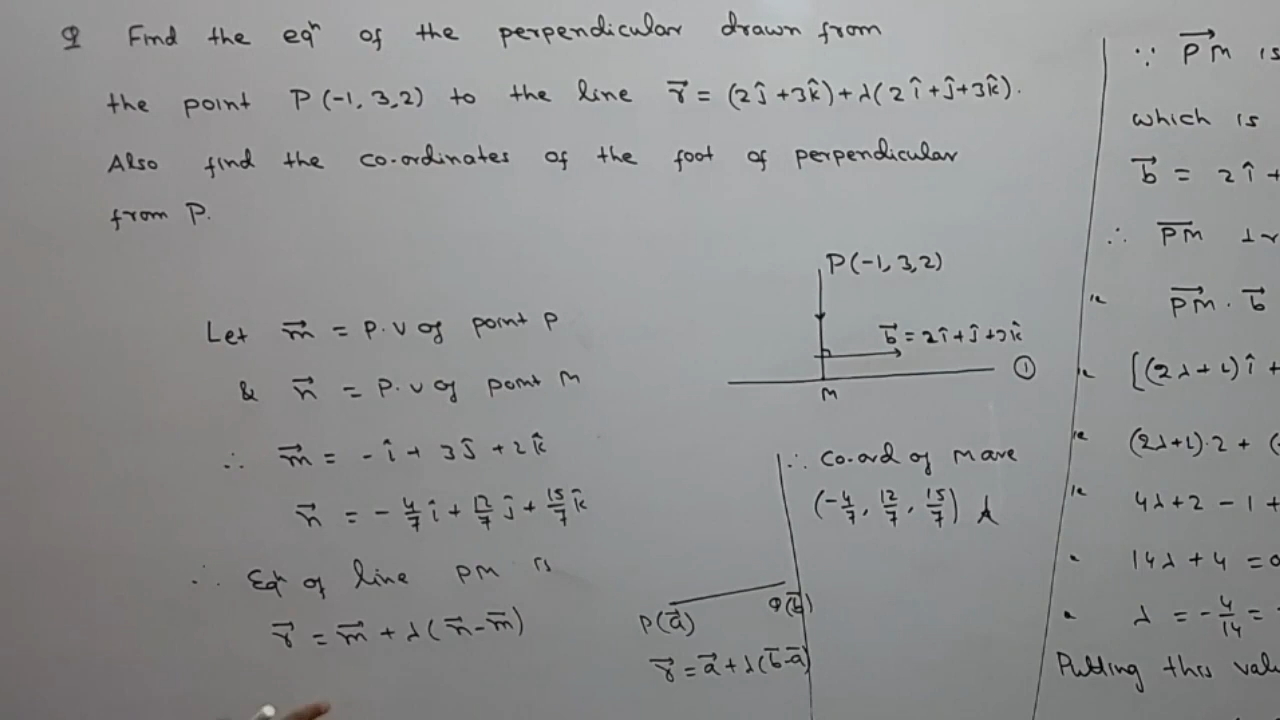 Q Find the eqⁿ of the perpendicular drawn from
the point P(-1, 3, 2) to the line r⃗ = (2ĵ+3k̂)+λ(2î+ĵ+3k̂).
Also find the co-ordinates of the foot of perpendicular
from P.
Let m⃗ = P.V of point P
& n⃗ = P.V of point M
∴ m⃗ = -î + 3ĵ + 2k̂
n⃗ = -4/7 î + 12/7 ĵ + 15/7 k̂
∴ Eqⁿ of line PM is
r⃗ = m⃗ + λ(n⃗-m⃗)
P(-1, 3, 2)
b⃗ = 2î+ĵ+3k̂
①
M
∴ Co-ord of M are
(-4/7, 12/7, 15/7) A
P(a⃗) Q(b⃗)
r⃗ = a⃗+λ(b⃗-a⃗)
∵ PM⃗ is
which is
b⃗ = 2î +
∴ PM⃗ ⊥r
ie PM⃗ . b⃗
ie [(2λ+1)î +
ie (2λ+1).2 + (
ie 4λ+2 - 1 +
" 14λ + 4 = 0
" λ = -4/14 =
Putting this valu